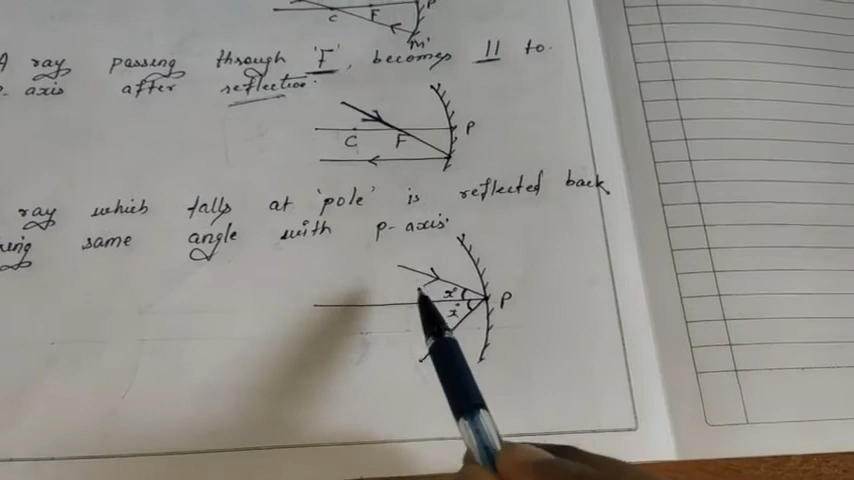 C F P
M'
A ray passing through 'F', becomes || to
P-axis after reflection.
C F P
ray which falls at 'pole' is reflected back
same angle with p-axis.
x° P
x°